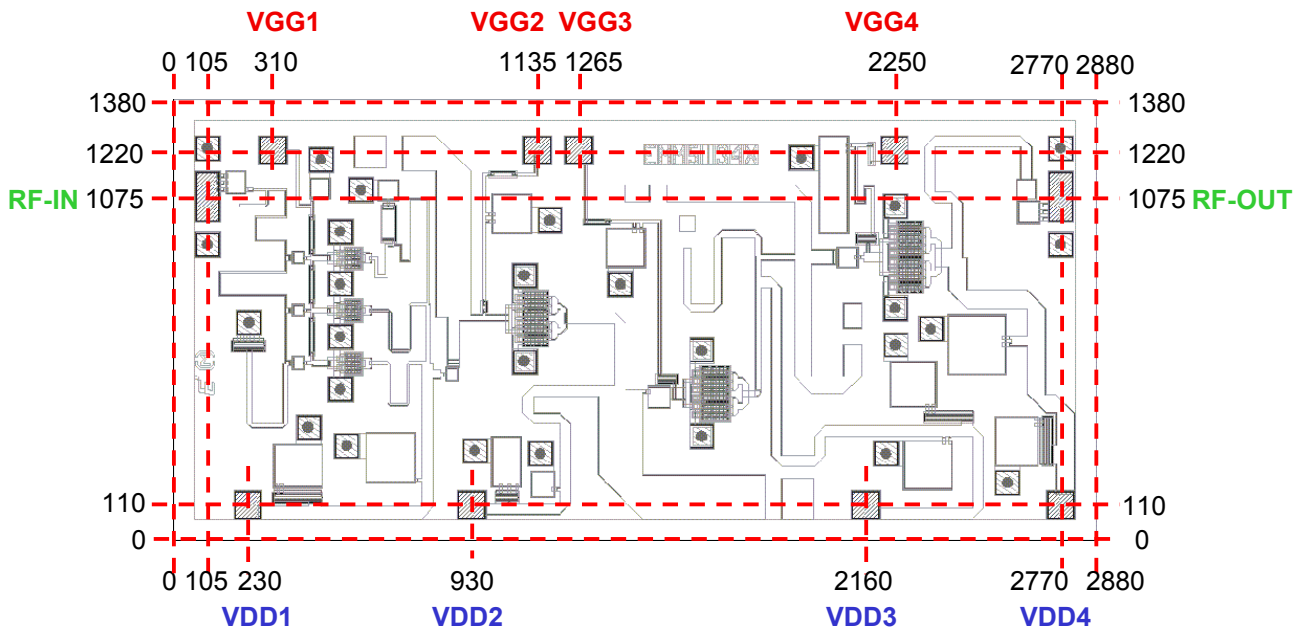 VGG1 VGG2 VGG3 VGG4
0 105 310 1135 1265 2250 2770 2880
1380 1380
1220 1220
RF-IN 1075 1075 RF-OUT
110 110
0 0
0 105 230 930 2160 2770 2880
VDD1 VDD2 VDD3 VDD4